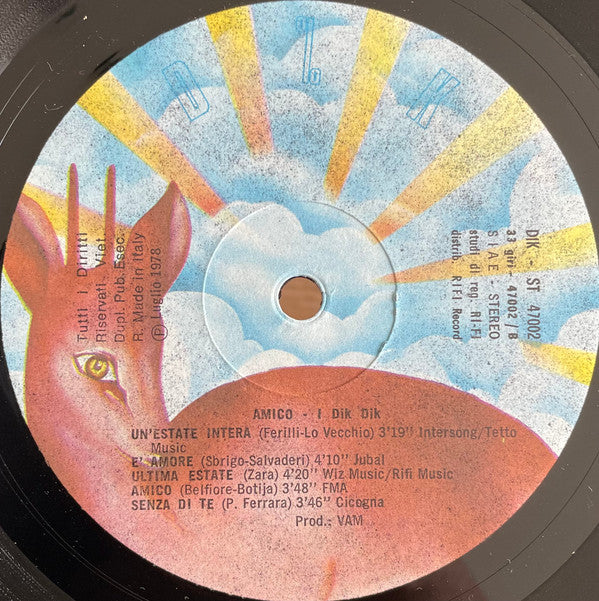 DIK
Tutti i Diritti
Riservati. Viet.
Dupl. Pub. Esec.
R. Made in Italy
Ⓟ Luglio 1978
DIK - ST 47002
33 giri - 47002 / B
S I A E - STEREO
studi di reg. RI-FI
distrib. RIFI Record
AMICO - I Dik Dik
UN'ESTATE INTERA (Ferilli-Lo Vecchio) 3'19" Intersong/Tetto
Music
E' AMORE (Sbrigo-Salvaderi) 4'10" Jubal
ULTIMA ESTATE (Zara) 4'20" Wiz Music/Rifi Music
AMICO (Belfiore-Botija) 3'48" FMA
SENZA DI TE (P. Ferrara) 3'46" Cicogna
Prod.: VAM